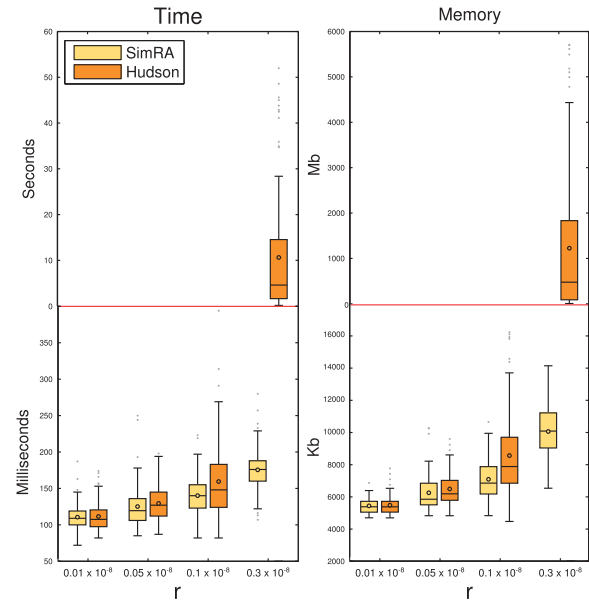 Time
60
50
40
30
20
10
0
350
300
250
200
150
100
50
Seconds
Milliseconds
SimRA
Hudson
0.01 x 10-8
0.05 x 10-8
0.1 x 10-8
0.3 x 10-8
r
Memory
6000
5000
4000
3000
2000
1000
0
16000
14000
12000
10000
8000
6000
4000
2000
Mb
Kb
0.01 x 10-8
0.05 x 10-8
0.1 x 10-8
0.3 x 10-8
r